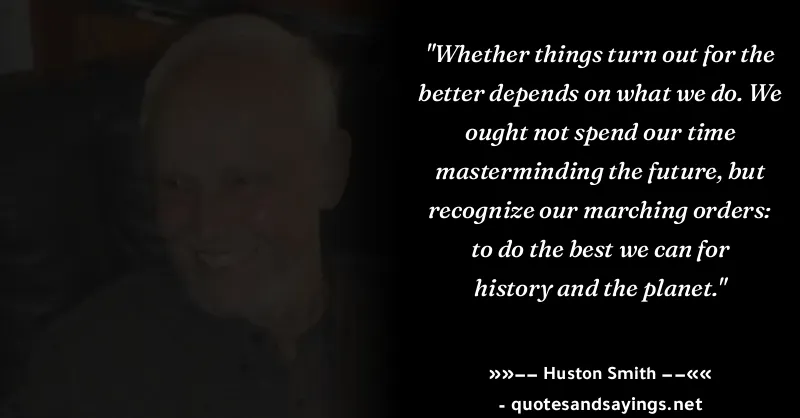 "Whether things turn out for the
better depends on what we do. We
ought not spend our time
masterminding the future, but
recognize our marching orders:
to do the best we can for
history and the planet."
»»−− Huston Smith −−««
- quotesandsayings.net